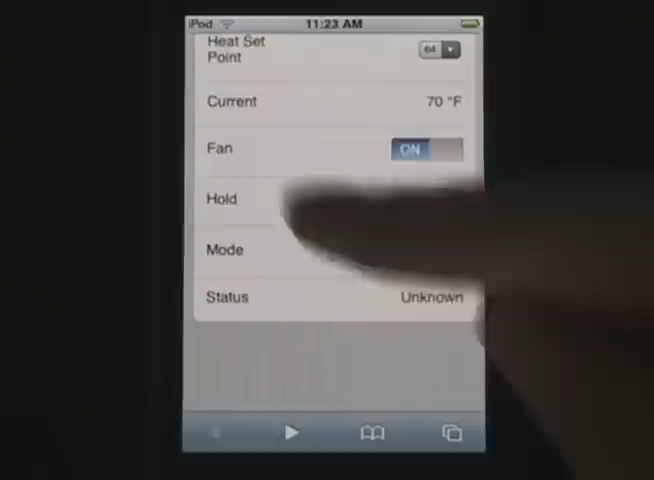 iPod 11:23 AM
Heat Set
Point 64
Current 70 °F
Fan ON
Hold
Mode
Status Unknown